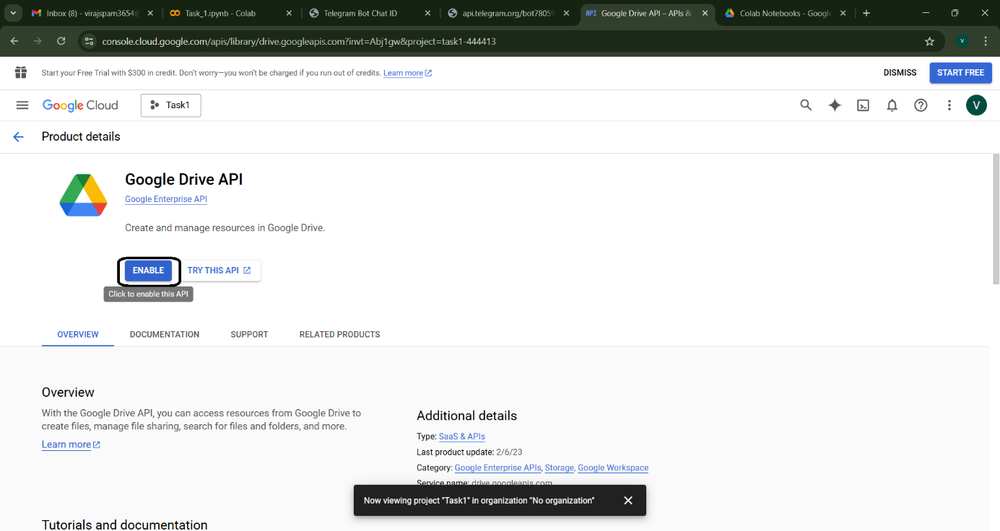 Inbox (8) - virajspam3654@
Task_1.ipynb - Colab
Telegram Bot Chat ID
api.telegram.org/bot78059
API Google Drive API – APIs &
Colab Notebooks - Google
console.cloud.google.com/apis/library/drive.googleapis.com?invt=Abj1gw&project=task1-444413
V
Start your Free Trial with $300 in credit. Don't worry—you won't be charged if you run out of credits. Learn more
DISMISS
START FREE
Google Cloud
Task1
V
Product details
Google Drive API
Google Enterprise API
Create and manage resources in Google Drive.
ENABLE
TRY THIS API
Click to enable this API
OVERVIEW
DOCUMENTATION
SUPPORT
RELATED PRODUCTS
Overview
With the Google Drive API, you can access resources from Google Drive to
create files, manage file sharing, search for files and folders, and more.
Learn more
Additional details
Type: SaaS & APIs
Last product update: 2/6/23
Category: Google Enterprise APIs, Storage, Google Workspace
Service name: drive.googleapis.com
Now viewing project "Task1" in organization "No organization"
Tutorials and documentation